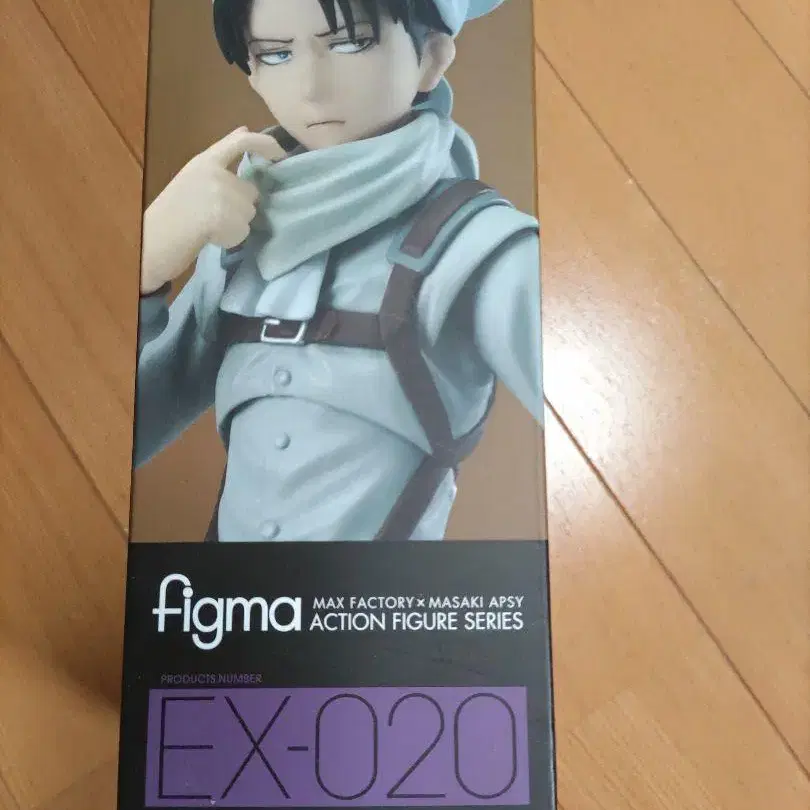 figma
MAX FACTORY × MASAKI APSY
ACTION FIGURE SERIES
PRODUCTS.NUMBER
EX-020